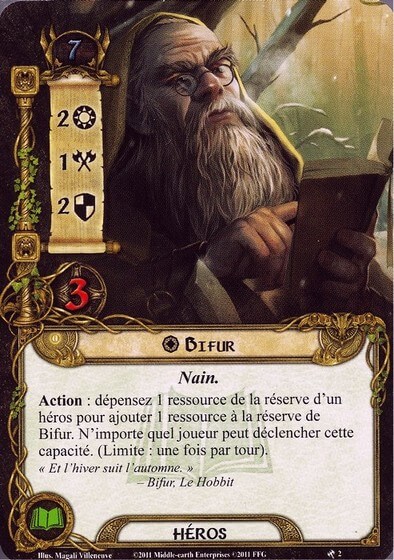 7
2
1
2
3
Bifur
Nain.
Action : dépensez 1 ressource de la réserve d'un
héros pour ajouter 1 ressource à la réserve de
Bifur. N'importe quel joueur peut déclencher cette
capacité. (Limite : une fois par tour).
« Et l'hiver suit l'automne. »
– Bifur, Le Hobbit
HÉROS
Illus. Magali Villeneuve
©2011 Middle-earth Enterprises ©2011 FFG
2